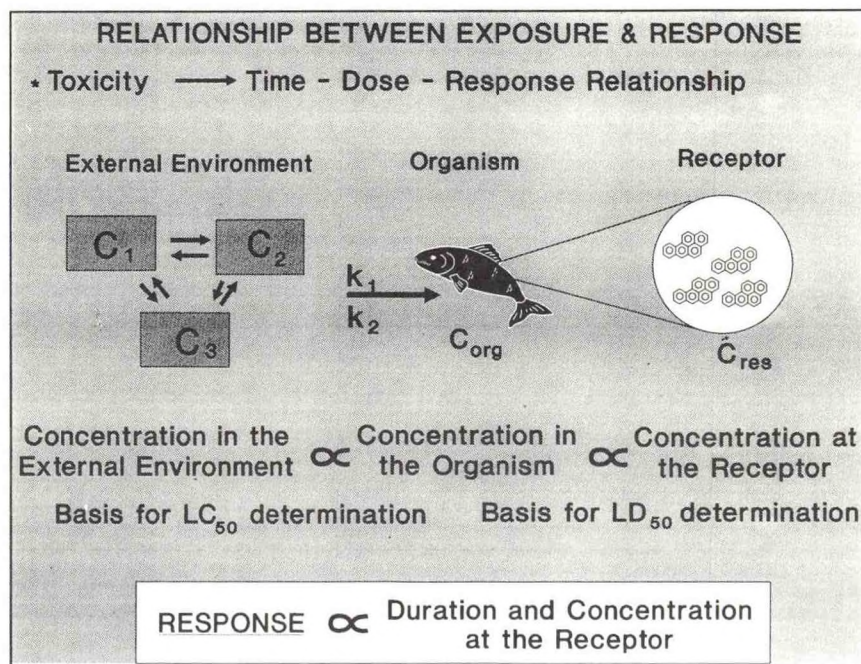 RELATIONSHIP BETWEEN EXPOSURE & RESPONSE
* Toxicity ⟶ Time - Dose - Response Relationship
External Environment
Organism
Receptor
C₁
C₂
C₃
k₁
k₂
C_org
C_res
Concentration in the External Environment ∝ Concentration in the Organism ∝ Concentration at the Receptor
Basis for LC₅₀ determination
Basis for LD₅₀ determination
RESPONSE ∝ Duration and Concentration at the Receptor